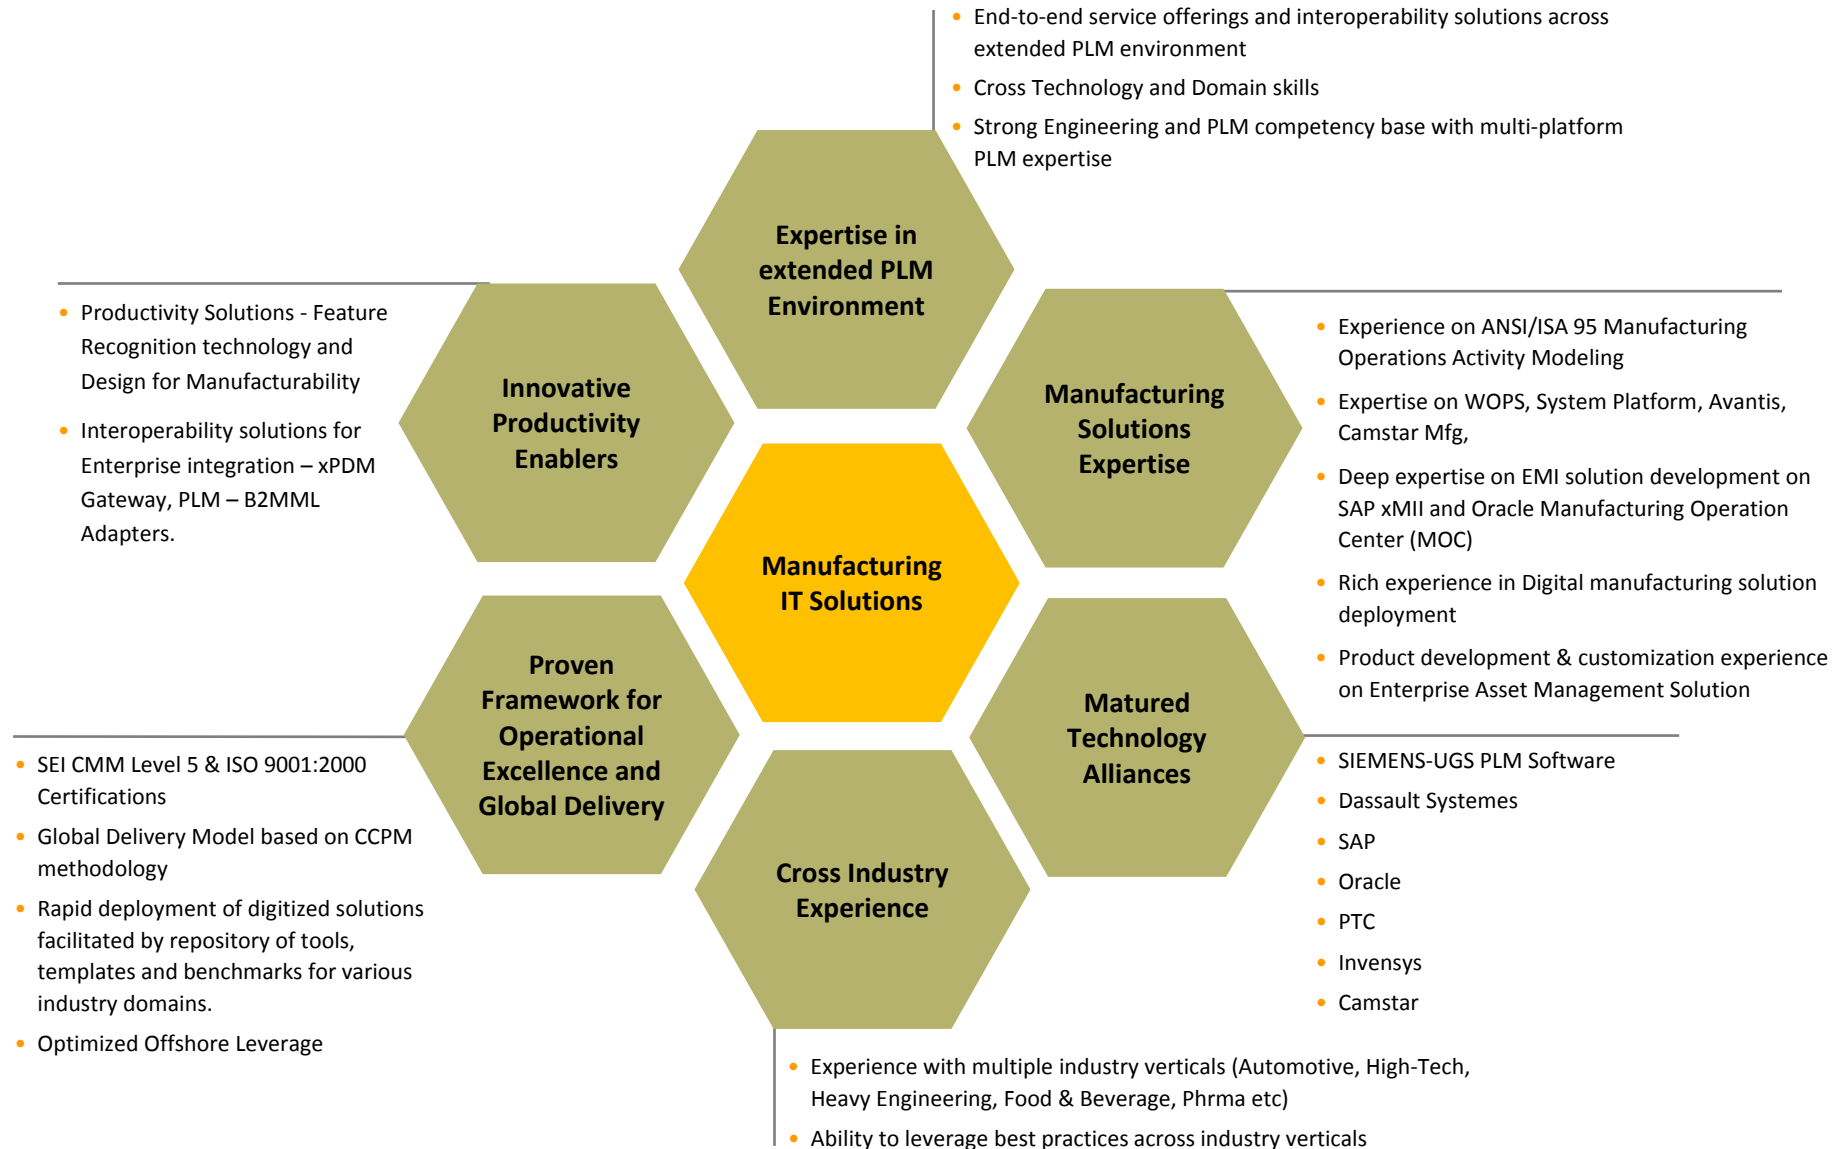 • End-to-end service offerings and interoperability solutions across
extended PLM environment
• Cross Technology and Domain skills
• Strong Engineering and PLM competency base with multi-platform
PLM expertise
Expertise in
extended PLM
Environment
• Productivity Solutions - Feature
Recognition technology and
Design for Manufacturability
• Interoperability solutions for
Enterprise integration – xPDM
Gateway, PLM – B2MML
Adapters.
Innovative
Productivity
Enablers
Manufacturing
Solutions
Expertise
• Experience on ANSI/ISA 95 Manufacturing
Operations Activity Modeling
• Expertise on WOPS, System Platform, Avantis,
Camstar Mfg,
• Deep expertise on EMI solution development on
SAP xMII and Oracle Manufacturing Operation
Center (MOC)
• Rich experience in Digital manufacturing solution
deployment
• Product development & customization experience
on Enterprise Asset Management Solution
Manufacturing
IT Solutions
Proven
Framework for
Operational
Excellence and
Global Delivery
Matured
Technology
Alliances
• SEI CMM Level 5 & ISO 9001:2000
Certifications
• Global Delivery Model based on CCPM
methodology
• Rapid deployment of digitized solutions
facilitated by repository of tools,
templates and benchmarks for various
industry domains.
• Optimized Offshore Leverage
• SIEMENS-UGS PLM Software
• Dassault Systemes
• SAP
• Oracle
• PTC
• Invensys
• Camstar
Cross Industry
Experience
• Experience with multiple industry verticals (Automotive, High-Tech,
Heavy Engineering, Food & Beverage, Phrma etc)
• Ability to leverage best practices across industry verticals